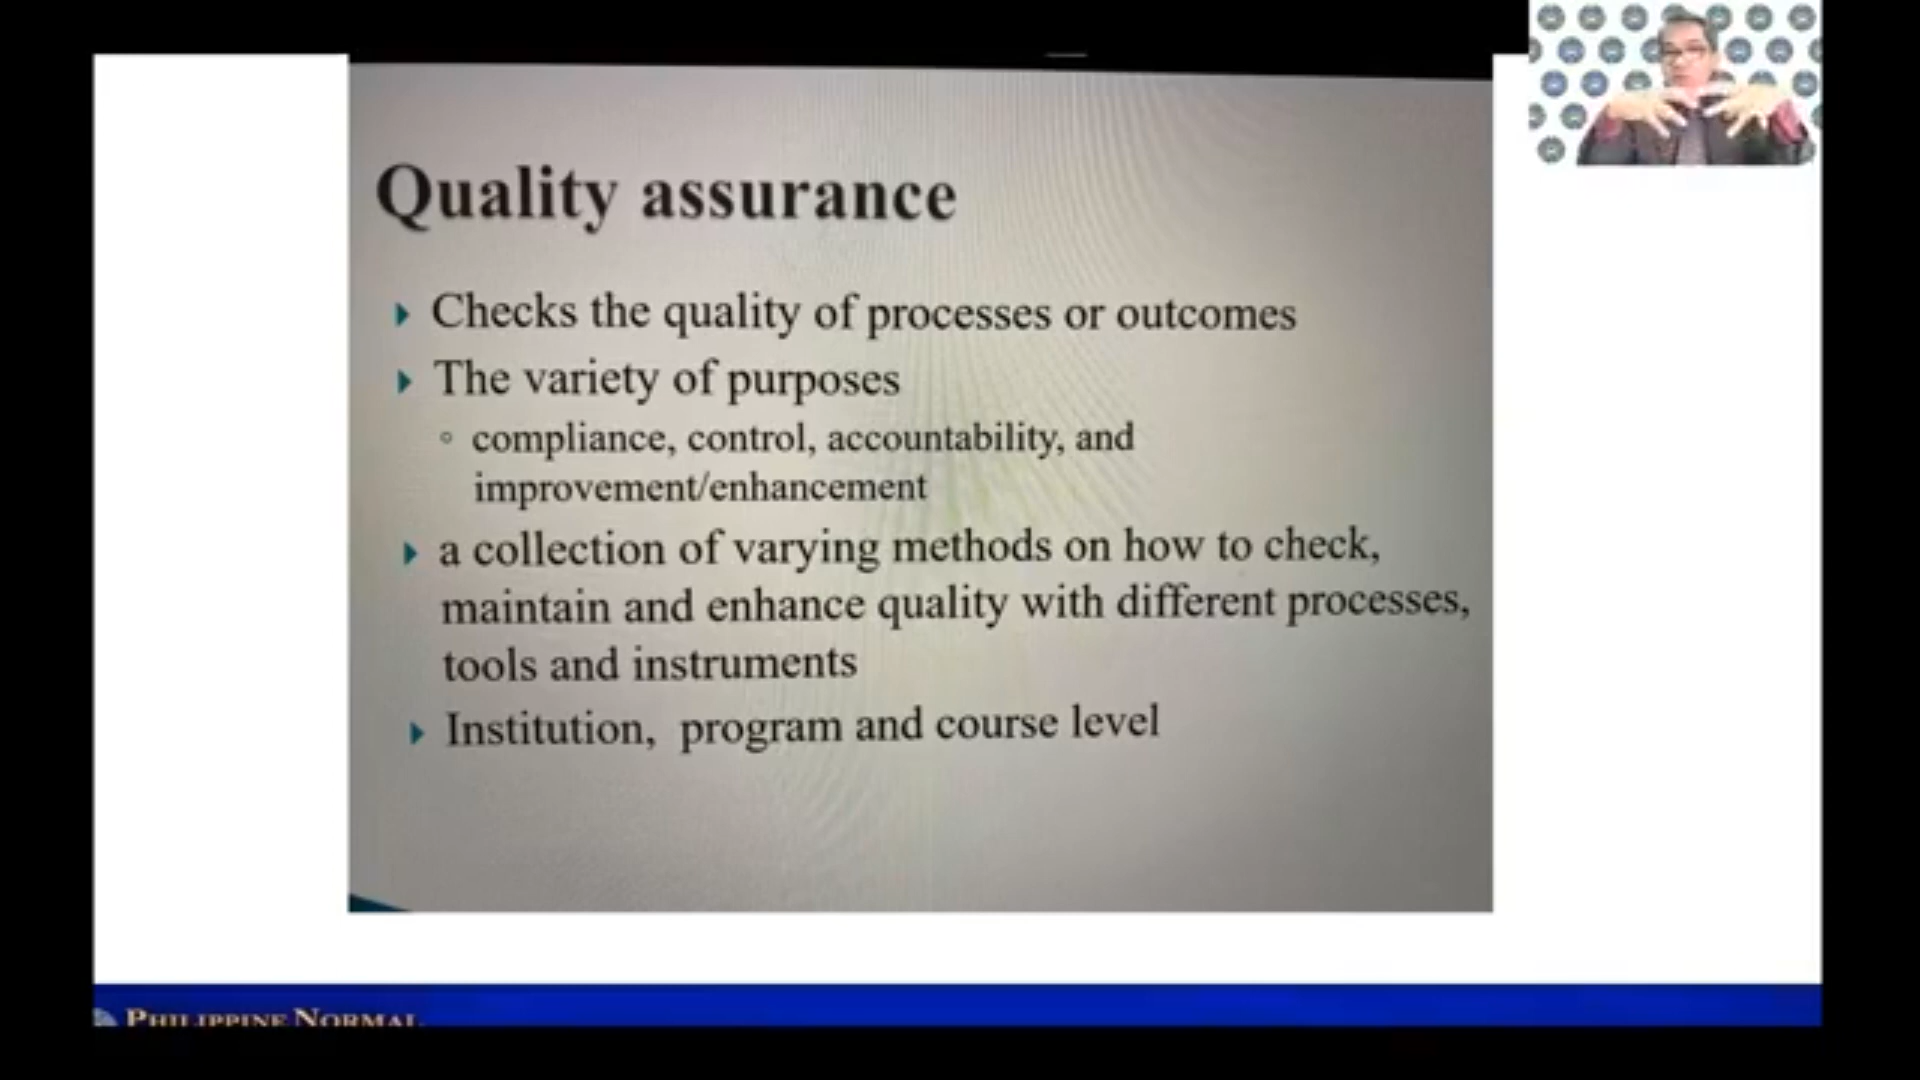 Quality assurance
Checks the quality of processes or outcomes
The variety of purposes
compliance, control, accountability, and
improvement/enhancement
a collection of varying methods on how to check,
maintain and enhance quality with different processes,
tools and instruments
Institution, program and course level
PHILIPPINE NORMAL